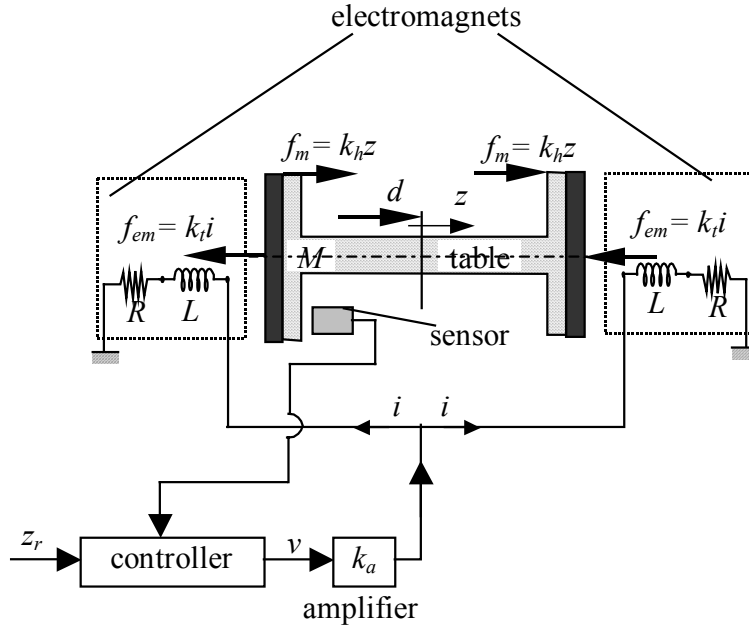 electromagnets
f_m = k_h z
f_m = k_h z
d
z
f_em = k_t i
f_em = k_t i
M
table
R
L
L
R
sensor
i
i
z_r
controller
v
k_a
amplifier